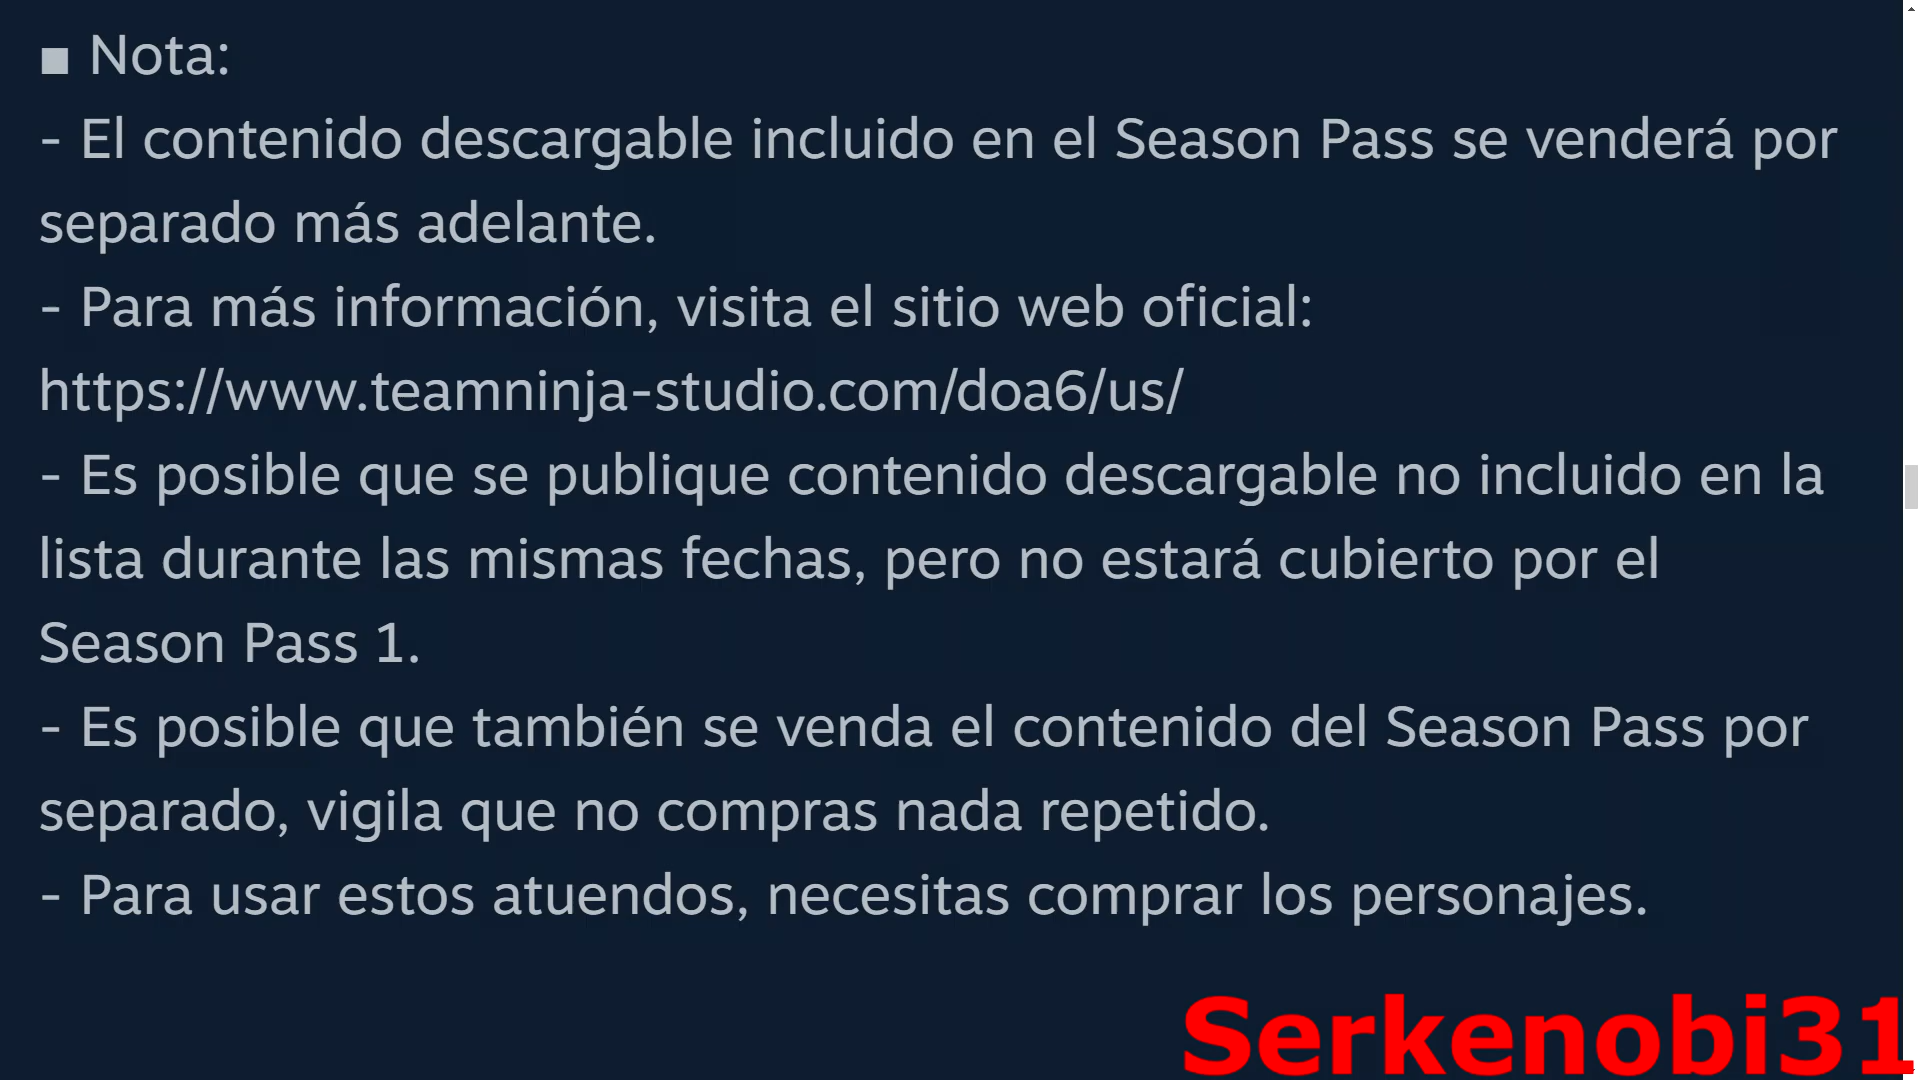 ■ Nota:
- El contenido descargable incluido en el Season Pass se venderá por
separado más adelante.
- Para más información, visita el sitio web oficial:
https://www.teamninja-studio.com/doa6/us/
- Es posible que se publique contenido descargable no incluido en la
lista durante las mismas fechas, pero no estará cubierto por el
Season Pass 1.
- Es posible que también se venda el contenido del Season Pass por
separado, vigila que no compras nada repetido.
- Para usar estos atuendos, necesitas comprar los personajes.
Serkenobi31